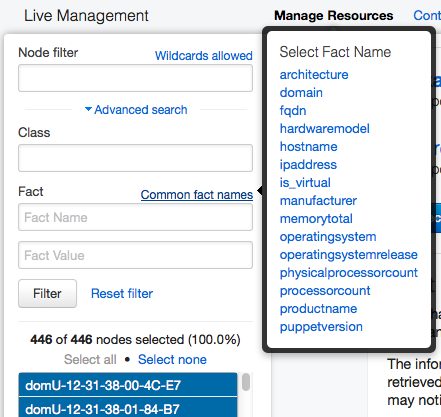 Live Management
Manage Resources
Node filter
Wildcards allowed
Advanced search
Class
Fact
Common fact names
Fact Name
Fact Value
Filter
Reset filter
446 of 446 nodes selected (100.0%)
Select all • Select none
domU-12-31-38-00-4C-E7
domU-12-31-38-01-84-B7
Select Fact Name
architecture
domain
fqdn
hardwaremodel
hostname
ipaddress
is_virtual
manufacturer
memorytotal
operatingsystem
operatingsystemrelease
physicalprocessorcount
processorcount
productname
puppetversion
The infor
retrieved
may noti